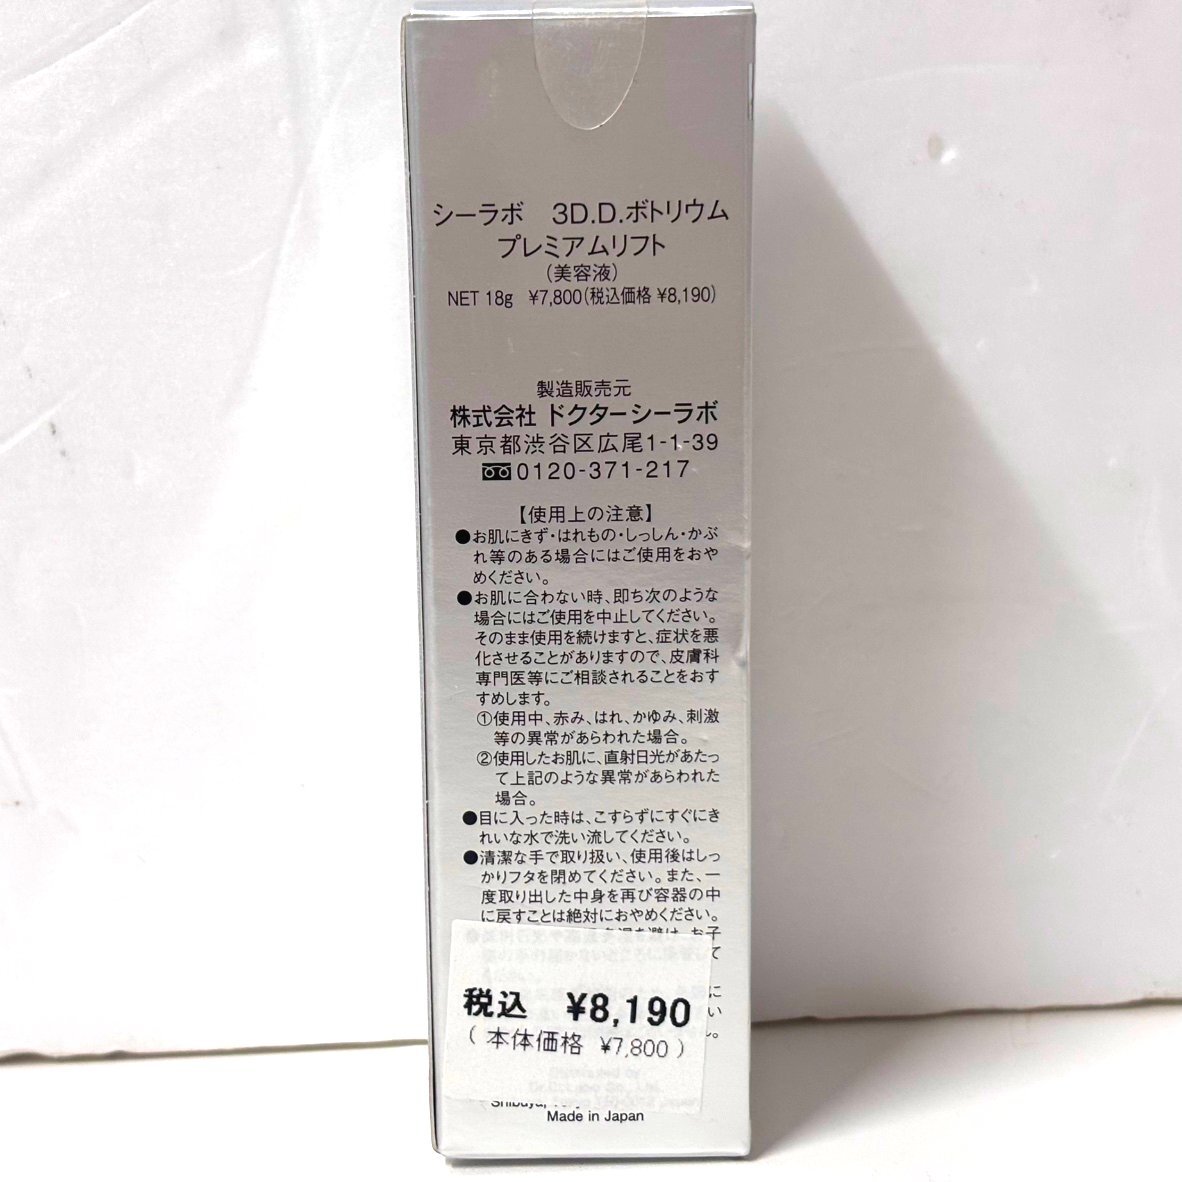 シーラボ 3D.D.ボトリウム
プレミアムリフト
(美容液)
NET 18g ¥7,800(税込価格 ¥8,190)
製造販売元
株式会社 ドクターシーラボ
東京都渋谷区広尾1-1-39
0120-371-217
【使用上の注意】
●お肌にきず・はれもの・しっしん・かぶ
れ等のある場合にはご使用をおや
めください。
●お肌に合わない時、即ち次のような
場合にはご使用を中止してください。
そのまま使用を続けますと、症状を悪
化させることがありますので、皮膚科
専門医等にご相談されることをおす
すめします。
①使用中、赤み、はれ、かゆみ、刺激
等の異常があらわれた場合。
②使用したお肌に、直射日光があたっ
て上記のような異常があらわれた
場合。
●目に入った時は、こすらずにすぐにき
れいな水で洗い流してください。
●清潔な手で取り扱い、使用後はしっ
かりフタを閉めてください。また、一
度取り出した中身を再び容器の中
に戻すことは絶対におやめください。
を避け、お子
て
に
い
税込 ¥8,190
(本体価格 ¥7,800)
Shibuya,
Made in Japan